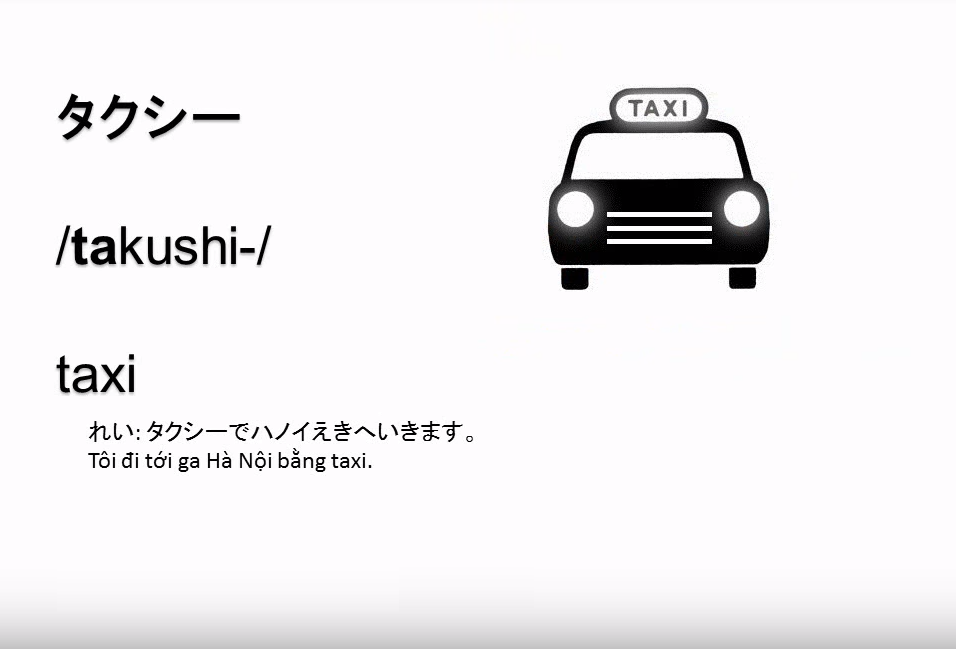 タクシー
TAXI
/takushi-/
taxi
れい: タクシーでハノイえきへいきます。
Tôi đi tới ga Hà Nội bằng taxi.